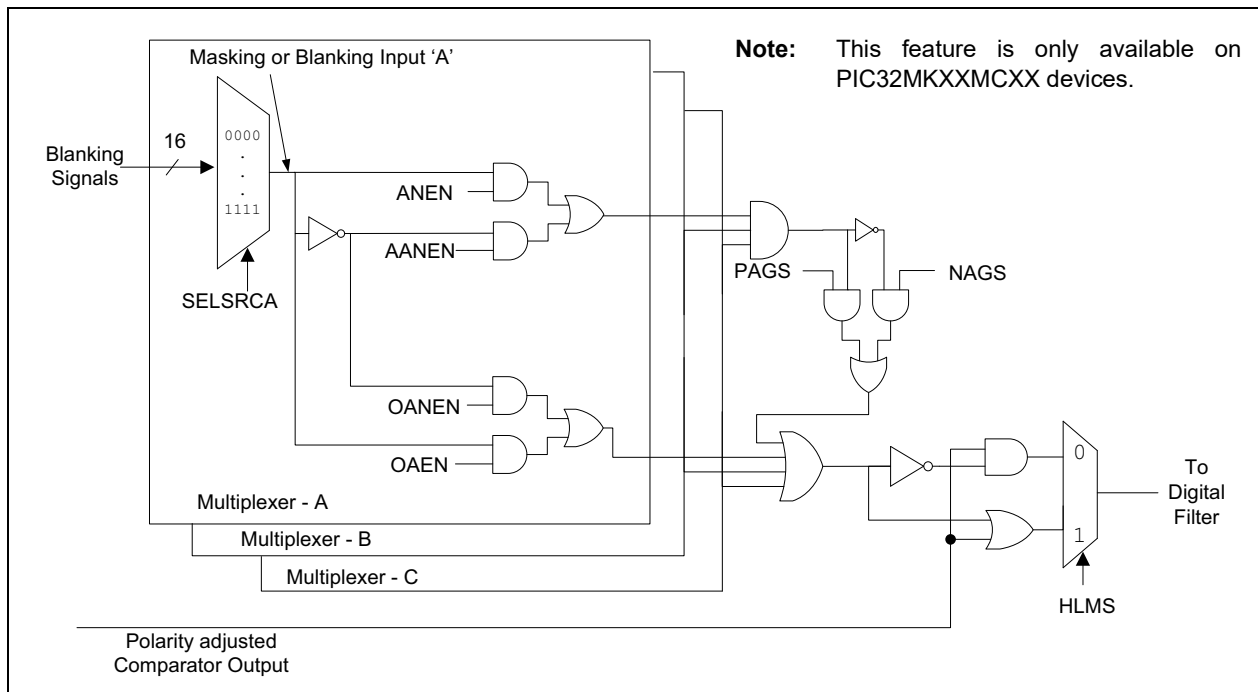 Note: This feature is only available on
PIC32MKXXMCXX devices.
Masking or Blanking Input ‘A’
16
Blanking
Signals
0000
.
.
.
1111
SELSRCA
ANEN
AANEN
PAGS
NAGS
OANEN
OAEN
0
1
To
Digital
Filter
HLMS
Multiplexer - A
Multiplexer - B
Multiplexer - C
Polarity adjusted
Comparator Output